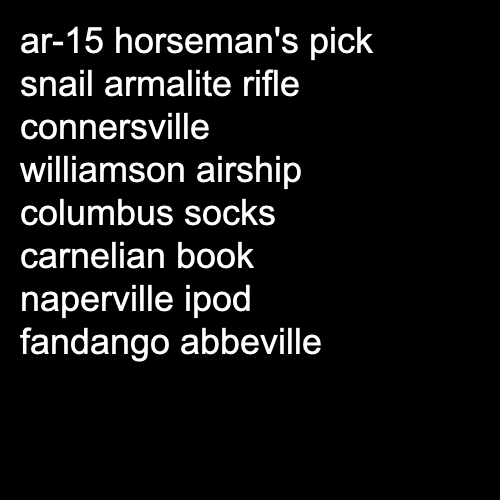 ar-15 horseman's pick
snail armalite rifle
connersville
williamson airship
columbus socks
carnelian book
naperville ipod
fandango abbeville